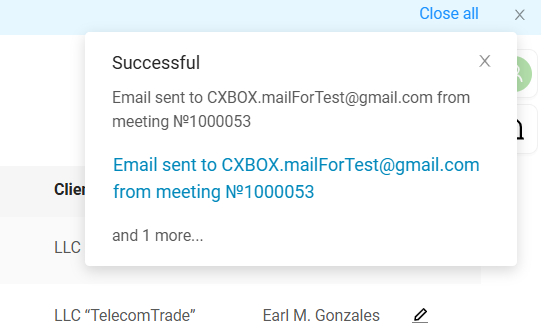 Close all
Successful
Email sent to CXBOX.mailForTest@gmail.com from
meeting №1000053
Email sent to CXBOX.mailForTest@gmail.com
from meeting №1000053
Clien
and 1 more...
LLC
LLC “TelecomTrade” Earl M. Gonzales